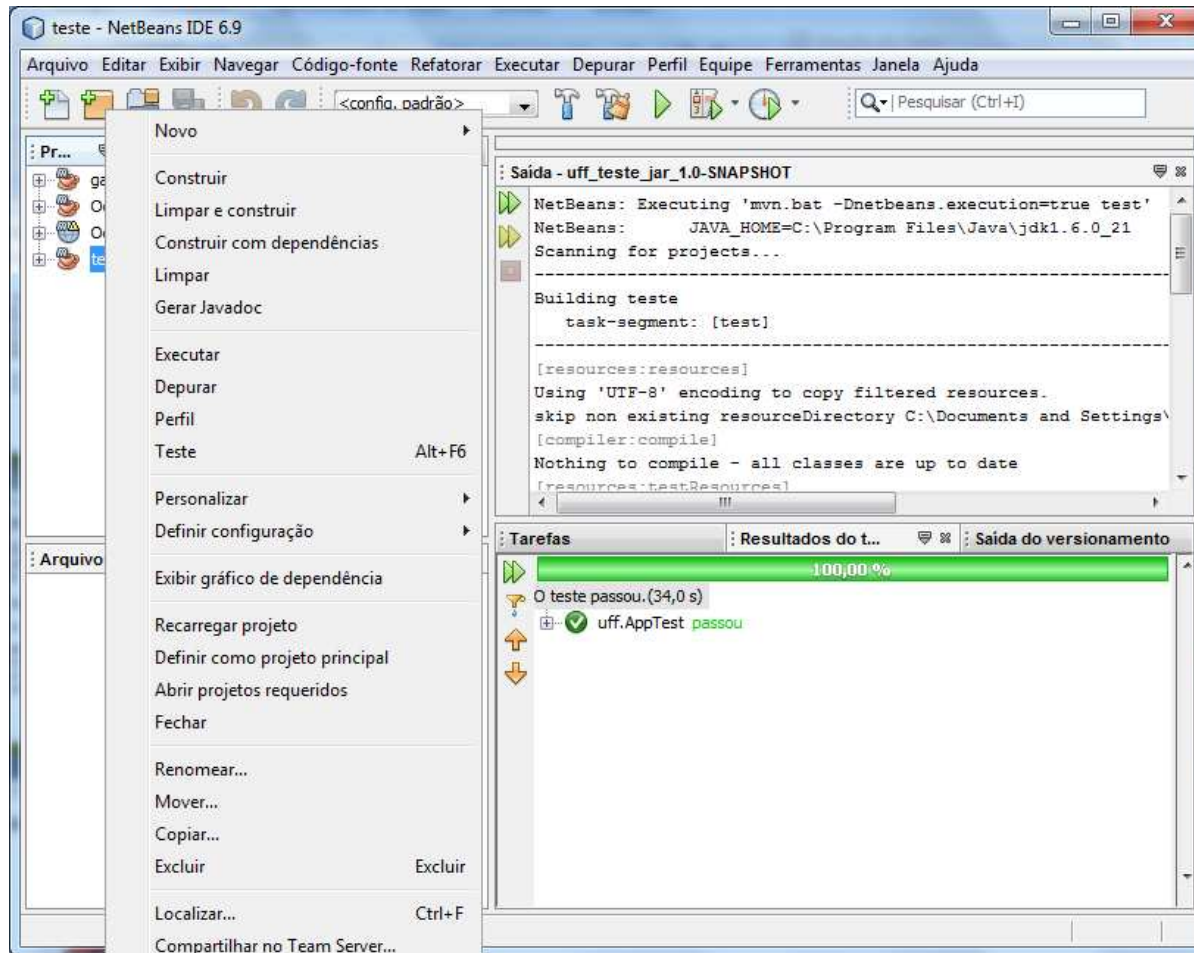 teste - NetBeans IDE 6.9
Arquivo Editar Exibir Navegar Código-fonte Refatorar Executar Depurar Perfil Equipe Ferramentas Janela Ajuda
<config. padrão>
Pesquisar (Ctrl+I)
Pr...
ga
te
Arquivo
Novo
Construir
Limpar e construir
Construir com dependências
Limpar
Gerar Javadoc
Executar
Depurar
Perfil
Teste Alt+F6
Personalizar
Definir configuração
Exibir gráfico de dependência
Recarregar projeto
Definir como projeto principal
Abrir projetos requeridos
Fechar
Renomear...
Mover...
Copiar...
Excluir Excluir
Localizar... Ctrl+F
Compartilhar no Team Server...
Saída - uff_teste_jar_1.0-SNAPSHOT
NetBeans: Executing 'mvn.bat -Dnetbeans.execution=true test'
NetBeans: JAVA_HOME=C:\Program Files\Java\jdk1.6.0_21
Scanning for projects...
------------------------------------------------------------------------
Building teste
task-segment: [test]
------------------------------------------------------------------------
[resources:resources]
Using 'UTF-8' encoding to copy filtered resources.
skip non existing resourceDirectory C:\Documents and Settings\
[compiler:compile]
Nothing to compile - all classes are up to date
[resources:testResources]
Tarefas Resultados do t... Saída do versionamento
100,00 %
O teste passou.(34,0 s)
uff.AppTest passou